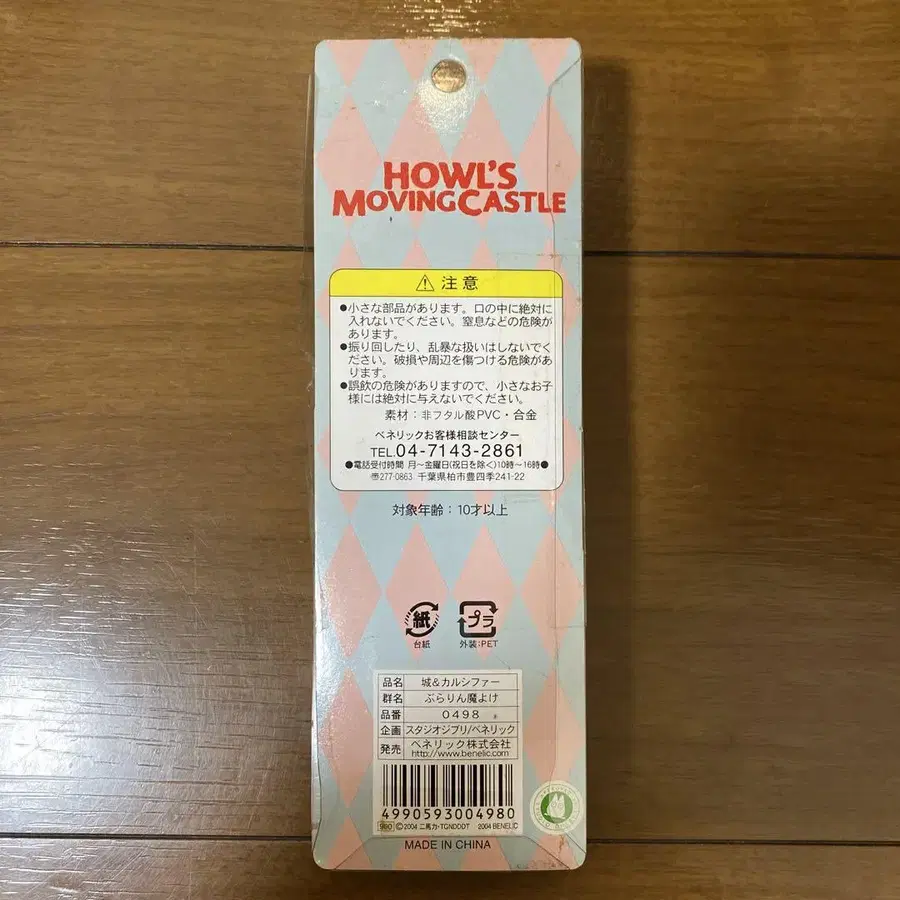 HOWL'S
MOVING CASTLE
注意
●小さな部品があります。口の中に絶対に
入れないでください。窒息などの危険が
あります。
●振り回したり、乱暴な扱いはしないでく
ださい。破損や周辺を傷つける危険があ
ります。
●誤飲の危険がありますので、小さなお子
様には絶対に与えないでください。
素材：非フタル酸PVC・合金
ベネリックお客様相談センター
TEL.04-7143-2861
●電話受付時間 月〜金曜日(祝日を除く)10時〜16時●
〒277-0863 千葉県柏市豊四季241-22
対象年齢：10才以上
紙 プラ
台紙 外装:PET
品名 城&カルシファー
群名 ぶらりん魔よけ
品番 0498
企画 スタジオジブリ/ベネリック
発売 ベネリック株式会社
http://www.benelic.com
4990593004980
980 ©2004 二馬力・TGNDDDT 2004 BENELIC
MADE IN CHINA